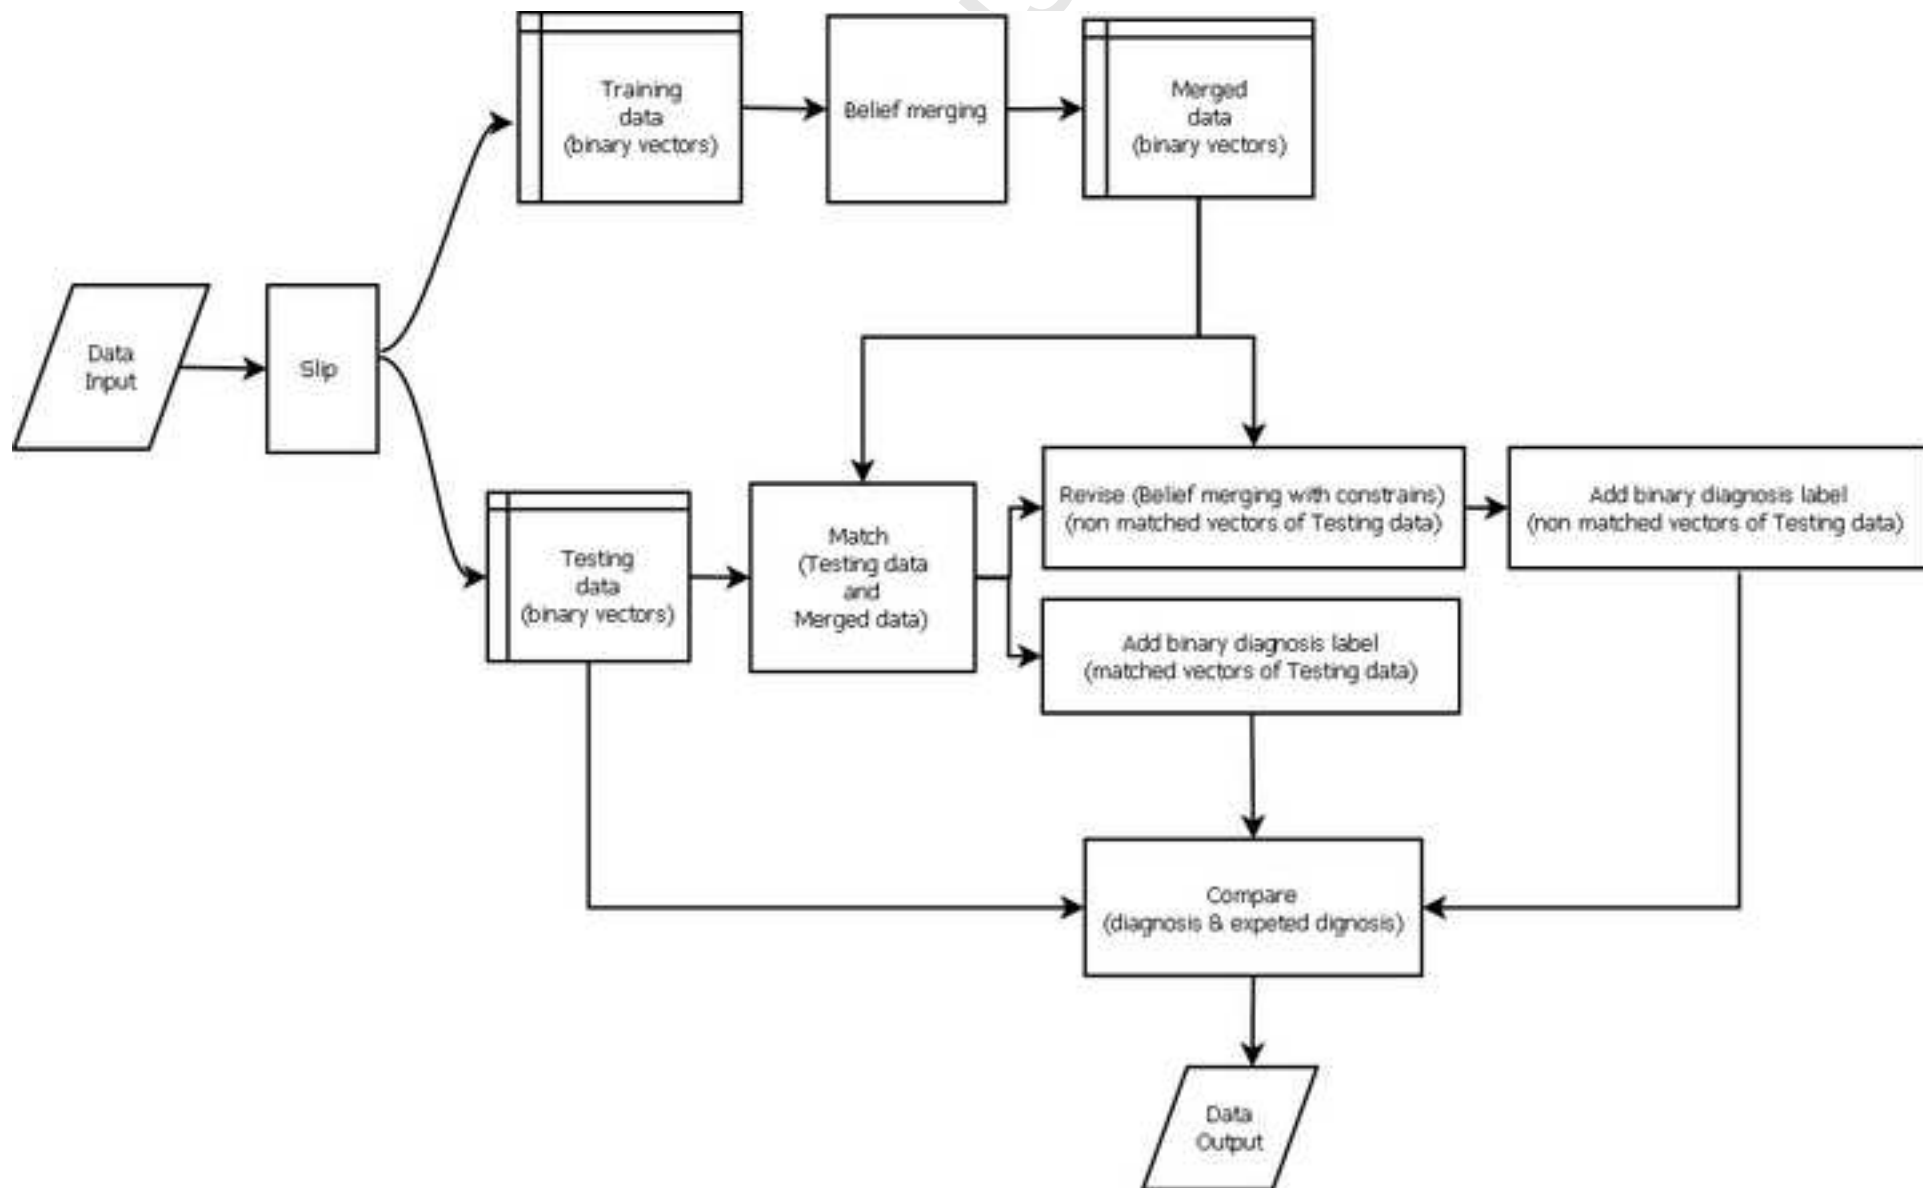 Training
data
(binary vectors)
Belief merging
Merged
data
(binary vectors)
Data
Input
Slip
Testing
data
(binary vectors)
Match
(Testing data
and
Merged data)
Revise (Belief merging with constrains)
(non matched vectors of Testing data)
Add binary diagnosis label
(non matched vectors of Testing data)
Add binary diagnosis label
(matched vectors of Testing data)
Compare
(diagnosis & expeted dignosis)
Data
Output